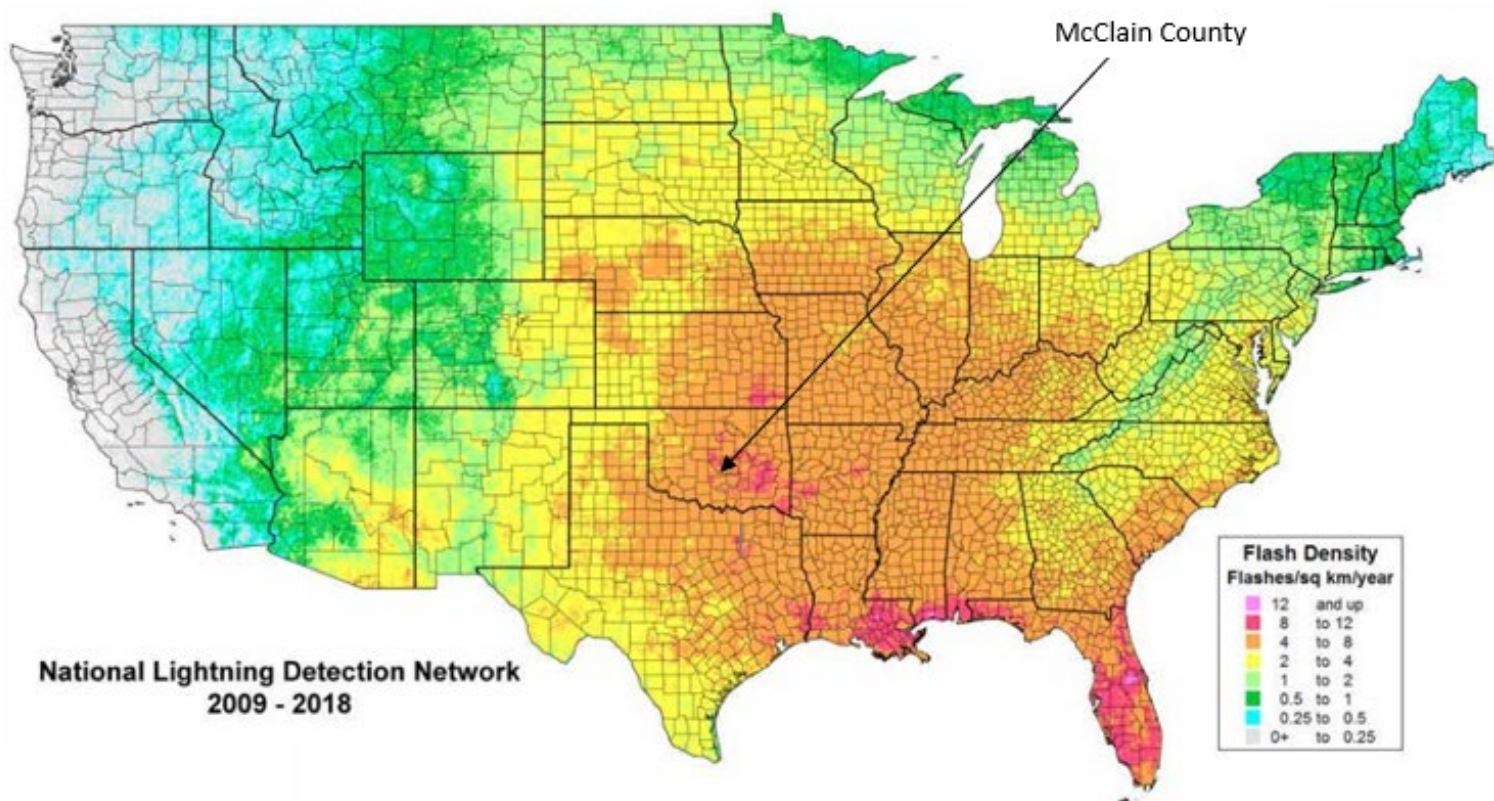 McClain County
Flash Density
Flashes/sq km/year
12 and up
8 to 12
4 to 8
2 to 4
1 to 2
0.5 to 1
0.25 to 0.5
0+ to 0.25
National Lightning Detection Network
2009 - 2018